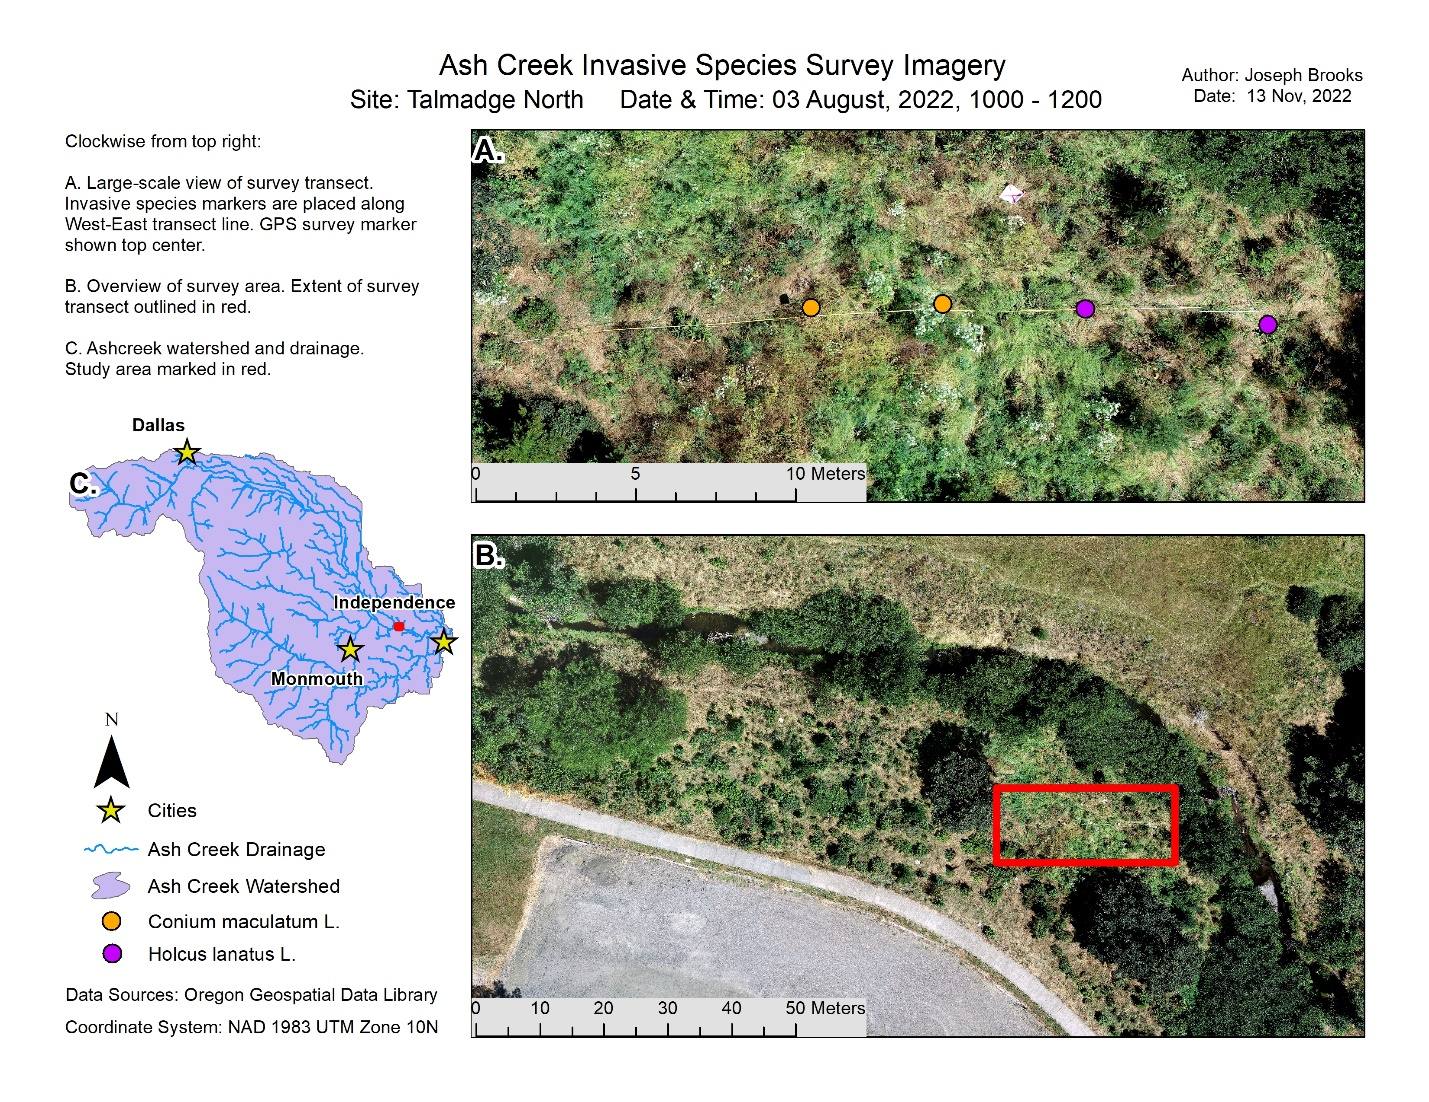 Ash Creek Invasive Species Survey Imagery
Site: Talmadge North Date & Time: 03 August, 2022, 1000 - 1200
Author: Joseph Brooks
Date: 13 Nov, 2022
Clockwise from top right:
A. Large-scale view of survey transect.
Invasive species markers are placed along
West-East transect line. GPS survey marker
shown top center.
B. Overview of survey area. Extent of survey
transect outlined in red.
C. Ashcreek watershed and drainage.
Study area marked in red.
A.
0 5 10 Meters
B.
0 10 20 30 40 50 Meters
C.
Dallas
Independence
Monmouth
N
Cities
Ash Creek Drainage
Ash Creek Watershed
Conium maculatum L.
Holcus lanatus L.
Data Sources: Oregon Geospatial Data Library
Coordinate System: NAD 1983 UTM Zone 10N